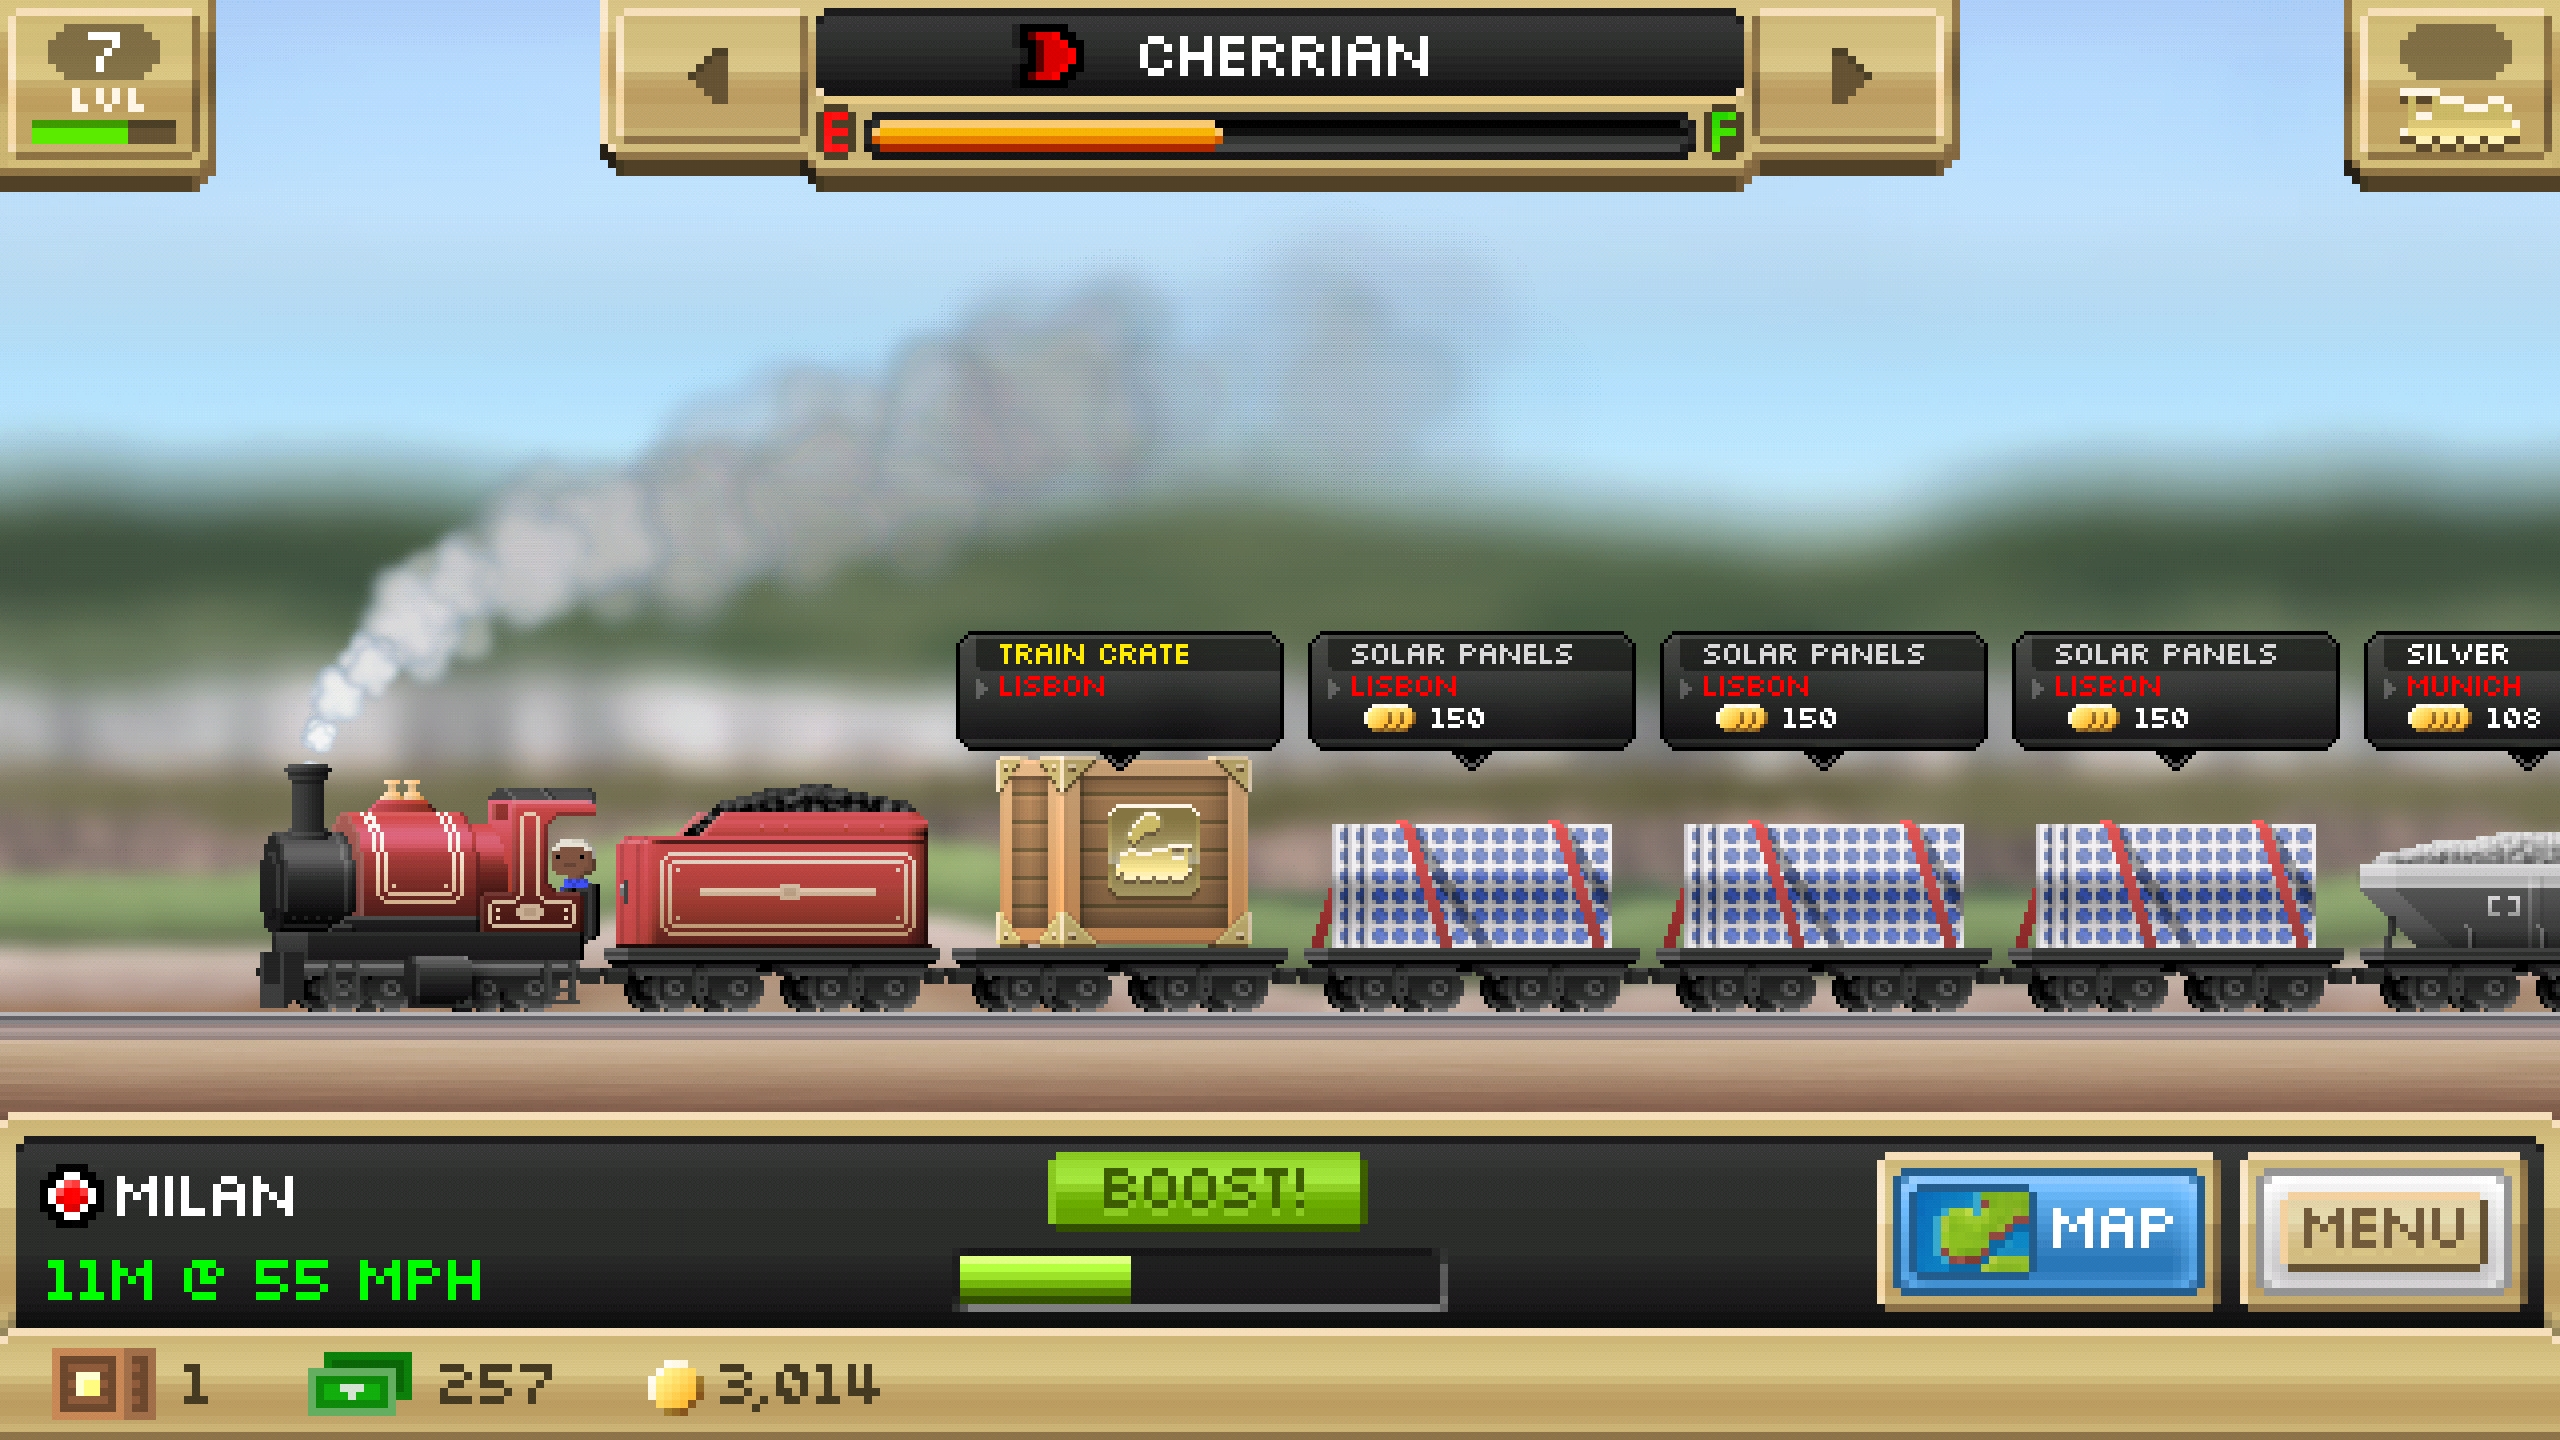 7
LVL
CHERRIAN
E
F
TRAIN CRATE
LISBON
SOLAR PANELS
LISBON
150
SOLAR PANELS
LISBON
150
SOLAR PANELS
LISBON
150
SILVER
MUNICH
108
MILAN
11M @ 55 MPH
BOOST!
MAP
MENU
1
257
3,014